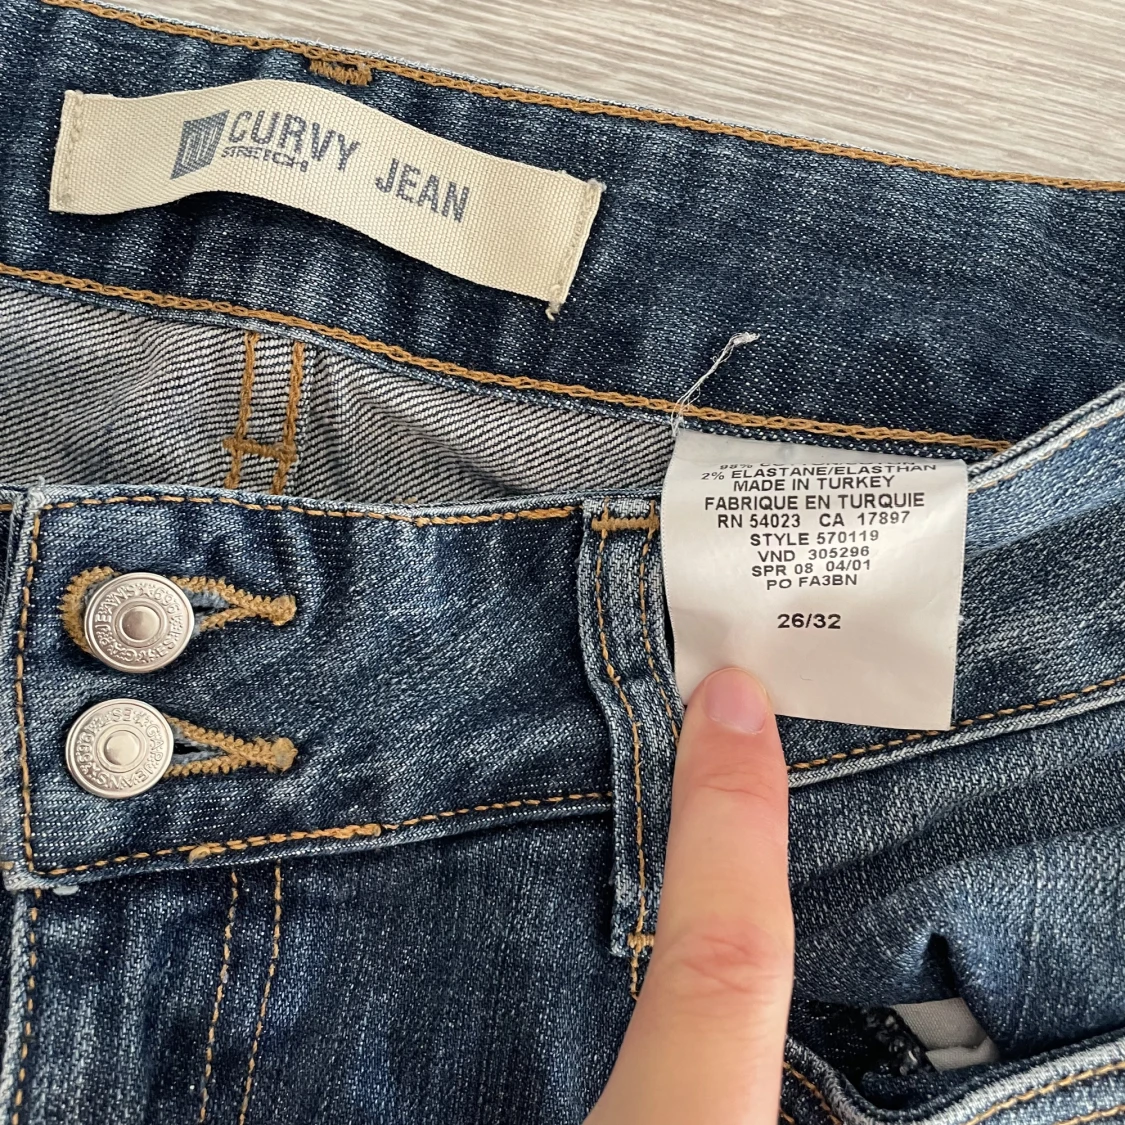 CURVY JEAN
STRETCH
2% ELASTANE/ELASTHAN
MADE IN TURKEY
FABRIQUE EN TURQUIE
RN 54023 CA 17897
STYLE 570119
VND 305296
SPR 08 04/01
PO FA3BN
26/32